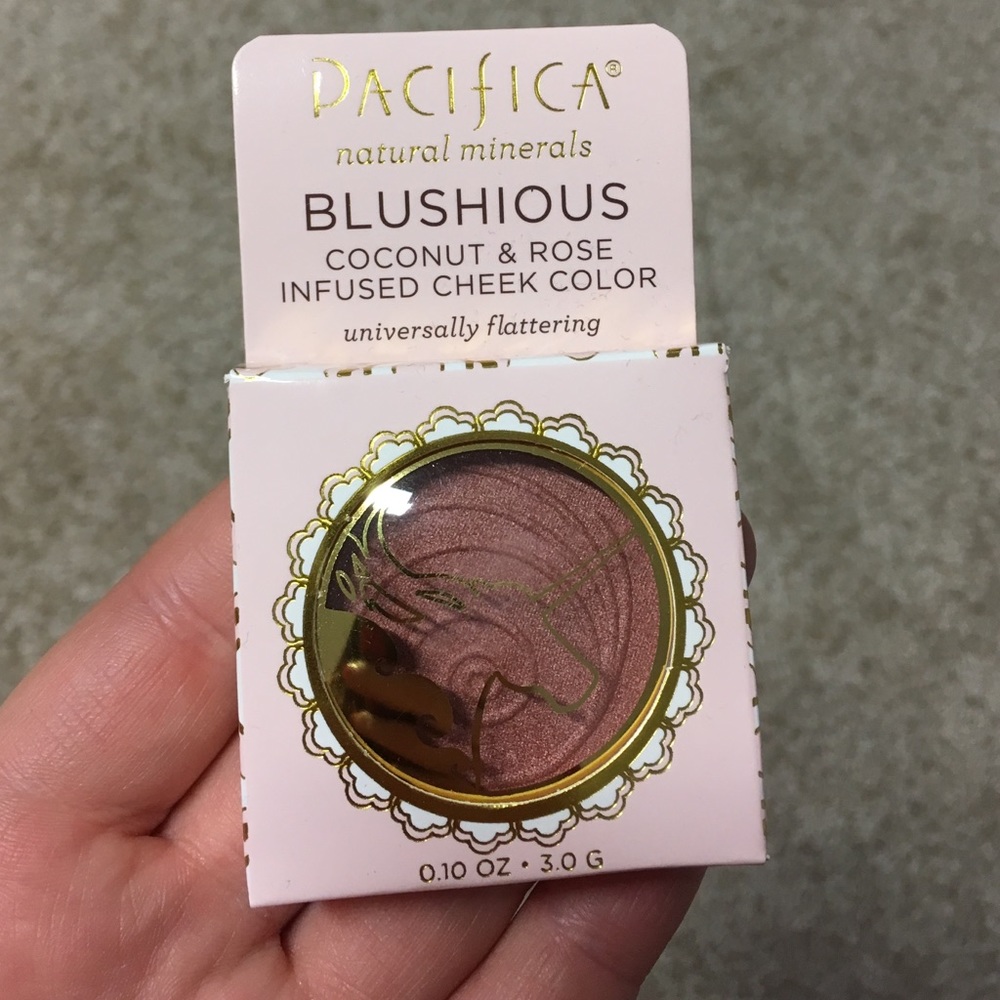 PACIFICA®
natural minerals
BLUSHIOUS
COCONUT & ROSE
INFUSED CHEEK COLOR
universally flattering
0.10 OZ • 3.0 G